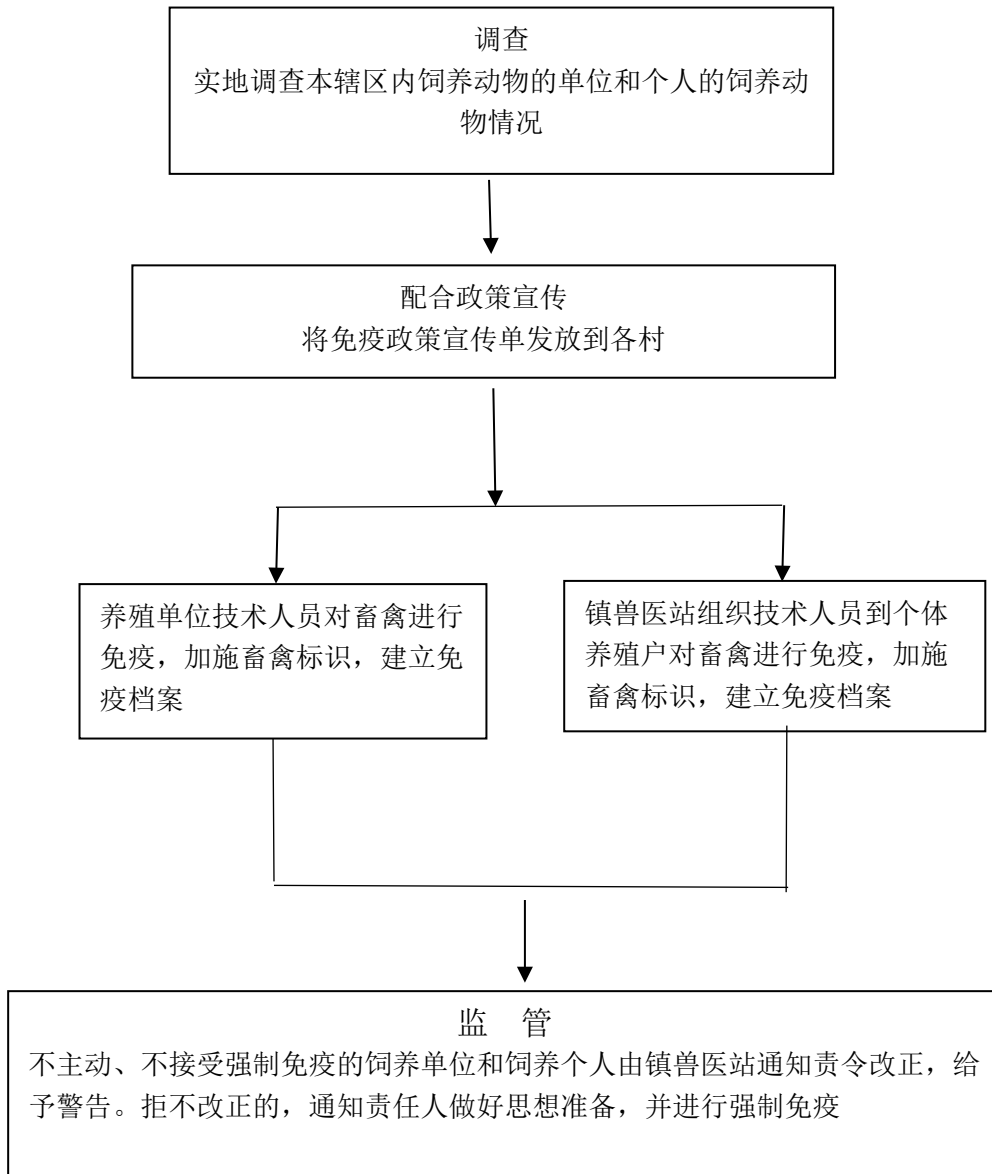 调查
实地调查本辖区内饲养动物的单位和个人的饲养动
物情况
配合政策宣传
将免疫政策宣传单发放到各村
养殖单位技术人员对畜禽进行
免疫，加施畜禽标识，建立免
疫档案
镇兽医站组织技术人员到个体
养殖户对畜禽进行免疫，加施
畜禽标识，建立免疫档案
监 管
不主动、不接受强制免疫的饲养单位和饲养个人由镇兽医站通知责令改正，给
予警告。拒不改正的，通知责任人做好思想准备，并进行强制免疫